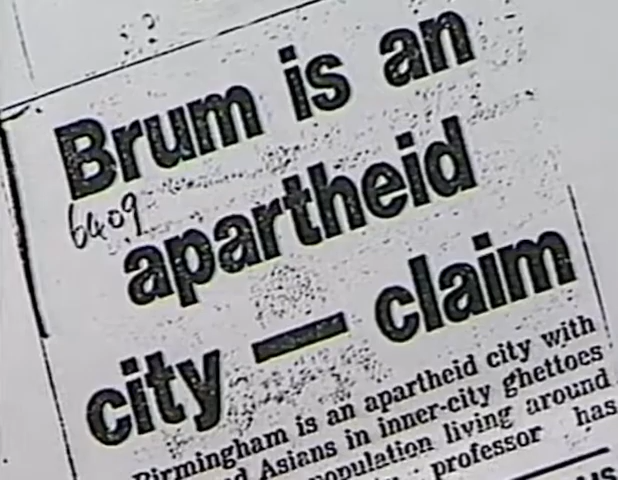 Brum is an
6409
apartheid
city — claim
Birmingham is an apartheid city with
Asians in inner-city ghettoes
population living around
professor has